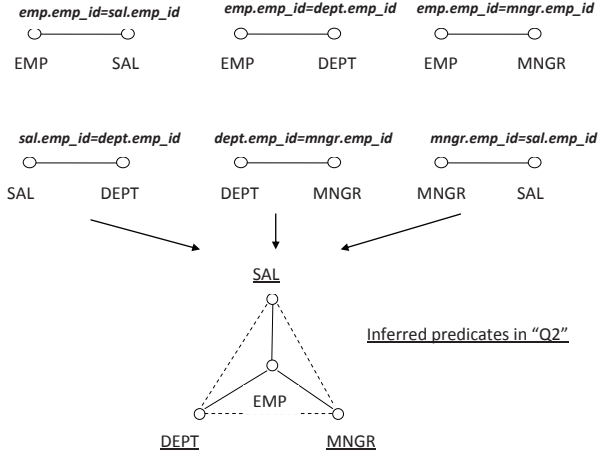 emp.emp_id=sal.emp_id emp.emp_id=dept.emp_id emp.emp_id=mngr.emp_id
EMP SAL EMP DEPT EMP MNGR
sal.emp_id=dept.emp_id dept.emp_id=mngr.emp_id mngr.emp_id=sal.emp_id
SAL DEPT DEPT MNGR MNGR SAL
SAL
Inferred predicates in “Q2”
EMP
DEPT MNGR